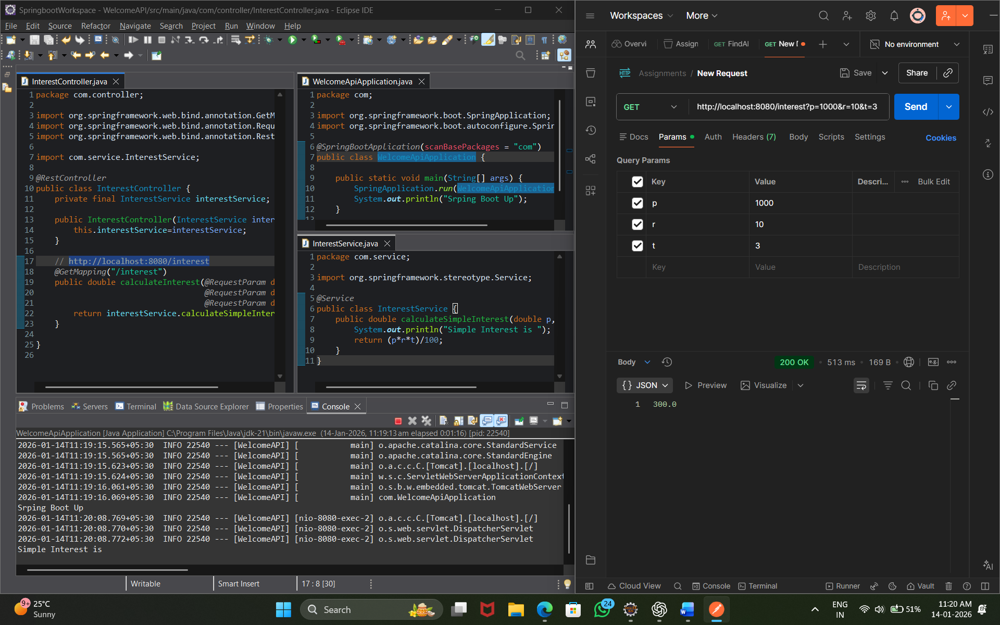 SpringbootWorkspace - WelcomeAPI/src/main/java/com/controller/InterestController.java - Eclipse IDE
File Edit Source Refactor Navigate Search Project Run Window Help
InterestController.java
1 package com.controller;
2
3 import org.springframework.web.bind.annotation.GetM
4 import org.springframework.web.bind.annotation.Requ
5 import org.springframework.web.bind.annotation.Rest
6
7 import com.service.InterestService;
8
9 @RestController
10 public class InterestController {
11 private final InterestService interestService;
12
13 public InterestController(InterestService inter
14 this.interestService=interestService;
15 }
16
17 // http://localhost:8080/interest
18 @GetMapping("/interest")
19 public double calculateInterest(@RequestParam d
20 @RequestParam d
21 @RequestParam d
22 return interestService.calculateSimpleInter
23 }
24
25 }
26
WelcomeApiApplication.java
1 package com;
2
3 import org.springframework.boot.SpringApplication;
4 import org.springframework.boot.autoconfigure.Sprin
5
6 @SpringBootApplication(scanBasePackages = "com")
7 public class WelcomeApiApplication {
8
9 public static void main(String[] args) {
10 SpringApplication.run(WelcomeApiApplication
11 System.out.println("Srping Boot Up");
12 }
13
InterestService.java
1 package com.service;
2
3 import org.springframework.stereotype.Service;
4
5 @Service
6 public class InterestService {
7 public double calculateSimpleInterest(double p,
8 System.out.println("Simple Interest is ");
9 return (p*r*t)/100;
10 }
11 }
Problems Servers Terminal Data Source Explorer Properties Console
WelcomeApiApplication [Java Application] C:\Program Files\Java\jdk-21\bin\javaw.exe (14-Jan-2026, 11:19:13 am elapsed 0:01:16) [pid: 22540]
2026-01-14T11:19:15.565+05:30 INFO 22540 --- [WelcomeAPI] [ main] o.apache.catalina.core.StandardService
2026-01-14T11:19:15.565+05:30 INFO 22540 --- [WelcomeAPI] [ main] o.apache.catalina.core.StandardEngine
2026-01-14T11:19:15.623+05:30 INFO 22540 --- [WelcomeAPI] [ main] o.a.c.c.C.[Tomcat].[localhost].[/]
2026-01-14T11:19:15.624+05:30 INFO 22540 --- [WelcomeAPI] [ main] w.s.c.ServletWebServerApplicationContext
2026-01-14T11:19:16.061+05:30 INFO 22540 --- [WelcomeAPI] [ main] o.s.b.w.embedded.tomcat.TomcatWebServer
2026-01-14T11:19:16.069+05:30 INFO 22540 --- [WelcomeAPI] [ main] com.WelcomeApiApplication
Srping Boot Up
2026-01-14T11:20:08.769+05:30 INFO 22540 --- [WelcomeAPI] [nio-8080-exec-2] o.a.c.c.C.[Tomcat].[localhost].[/]
2026-01-14T11:20:08.770+05:30 INFO 22540 --- [WelcomeAPI] [nio-8080-exec-2] o.s.web.servlet.DispatcherServlet
2026-01-14T11:20:08.772+05:30 INFO 22540 --- [WelcomeAPI] [nio-8080-exec-2] o.s.web.servlet.DispatcherServlet
Simple Interest is
Writable Smart Insert 17 : 8 [30]
Workspaces More
Overvi Assign GET FindAl GET New [ No environment
HTTP Assignments / New Request Save Share
GET http://localhost:8080/interest?p=1000&r=10&t=3 Send
Docs Params Auth Headers (7) Body Scripts Settings Cookies
Query Params
Key Value Descri... Bulk Edit
p 1000
r 10
t 3
Key Value Description
Body 200 OK 513 ms 169 B e.g.
{} JSON Preview Visualize
1 300.0
AI
Cloud View Console Terminal Runner Vault
9+ 25°C
Sunny
Search
24
ENG
IN
51%
11:20 AM
14-01-2026